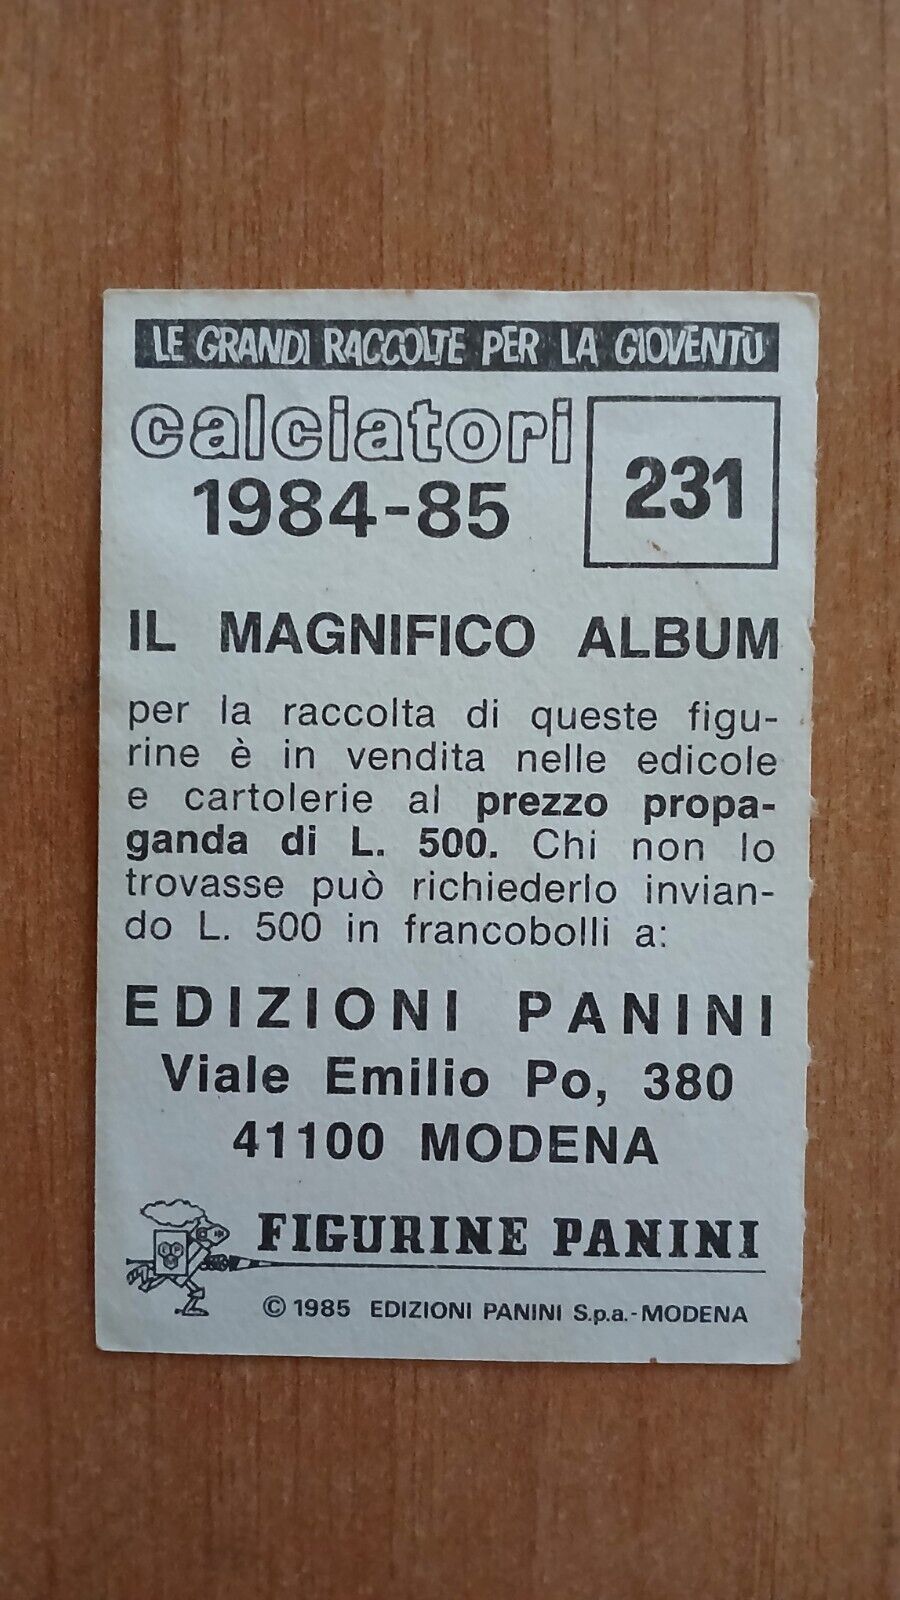 LE GRANDI RACCOLTE PER LA GIOVENTÙ
calciatori
1984-85
231
IL MAGNIFICO ALBUM
per la raccolta di queste figu-
rine è in vendita nelle edicole
e cartolerie al prezzo propa-
ganda di L. 500. Chi non lo
trovasse può richiederlo invian-
do L. 500 in francobolli a:
EDIZIONI PANINI
Viale Emilio Po, 380
41100 MODENA
FIGURINE PANINI
© 1985 EDIZIONI PANINI S.p.a.-MODENA